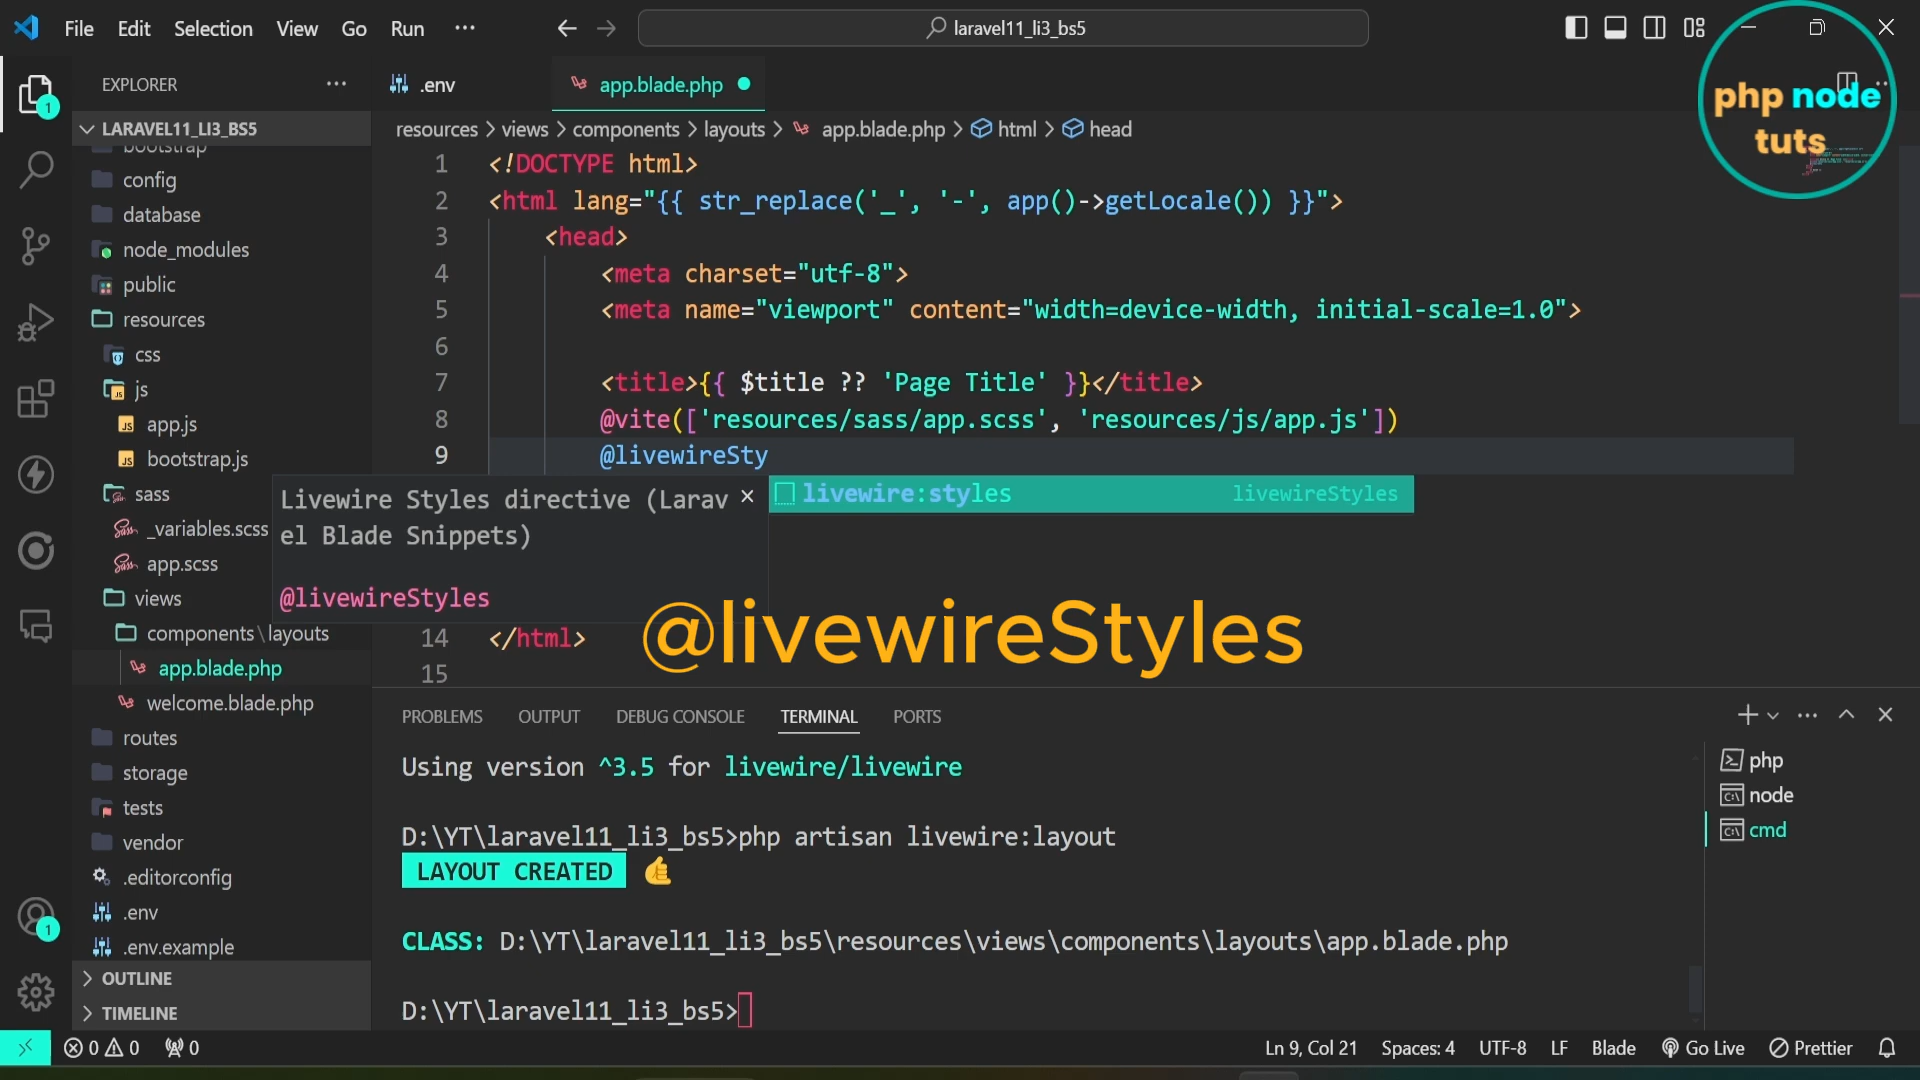 File Edit Selection View Go Run ···
laravel11_li3_bs5
php node
tuts
EXPLORER
LARAVEL11_LI3_BS5
bootstrap
config
database
node_modules
public
resources
css
js
app.js
bootstrap.js
sass
_variables.scss
app.scss
views
components\layouts
app.blade.php
welcome.blade.php
routes
storage
tests
vendor
.editorconfig
.env
.env.example
OUTLINE
TIMELINE
.env
app.blade.php
resources > views > components > layouts > app.blade.php > html > head
1 <!DOCTYPE html>
2 <html lang="{{ str_replace('_', '-', app()->getLocale()) }}">
3 <head>
4 <meta charset="utf-8">
5 <meta name="viewport" content="width=device-width, initial-scale=1.0">
6
7 <title>{{ $title ?? 'Page Title' }}</title>
8 @vite(['resources/sass/app.scss', 'resources/js/app.js'])
9 @livewireSty
livewire:styles livewireStyles
Livewire Styles directive (Larav
el Blade Snippets)
@livewireStyles
14 </html>
15
@livewireStyles
PROBLEMS OUTPUT DEBUG CONSOLE TERMINAL PORTS
Using version ^3.5 for livewire/livewire
D:\YT\laravel11_li3_bs5>php artisan livewire:layout
LAYOUT CREATED 🤙
CLASS: D:\YT\laravel11_li3_bs5\resources\views\components\layouts\app.blade.php
D:\YT\laravel11_li3_bs5>
php
node
cmd
1
1
0 0 0
Ln 9, Col 21 Spaces: 4 UTF-8 LF Blade Go Live Prettier